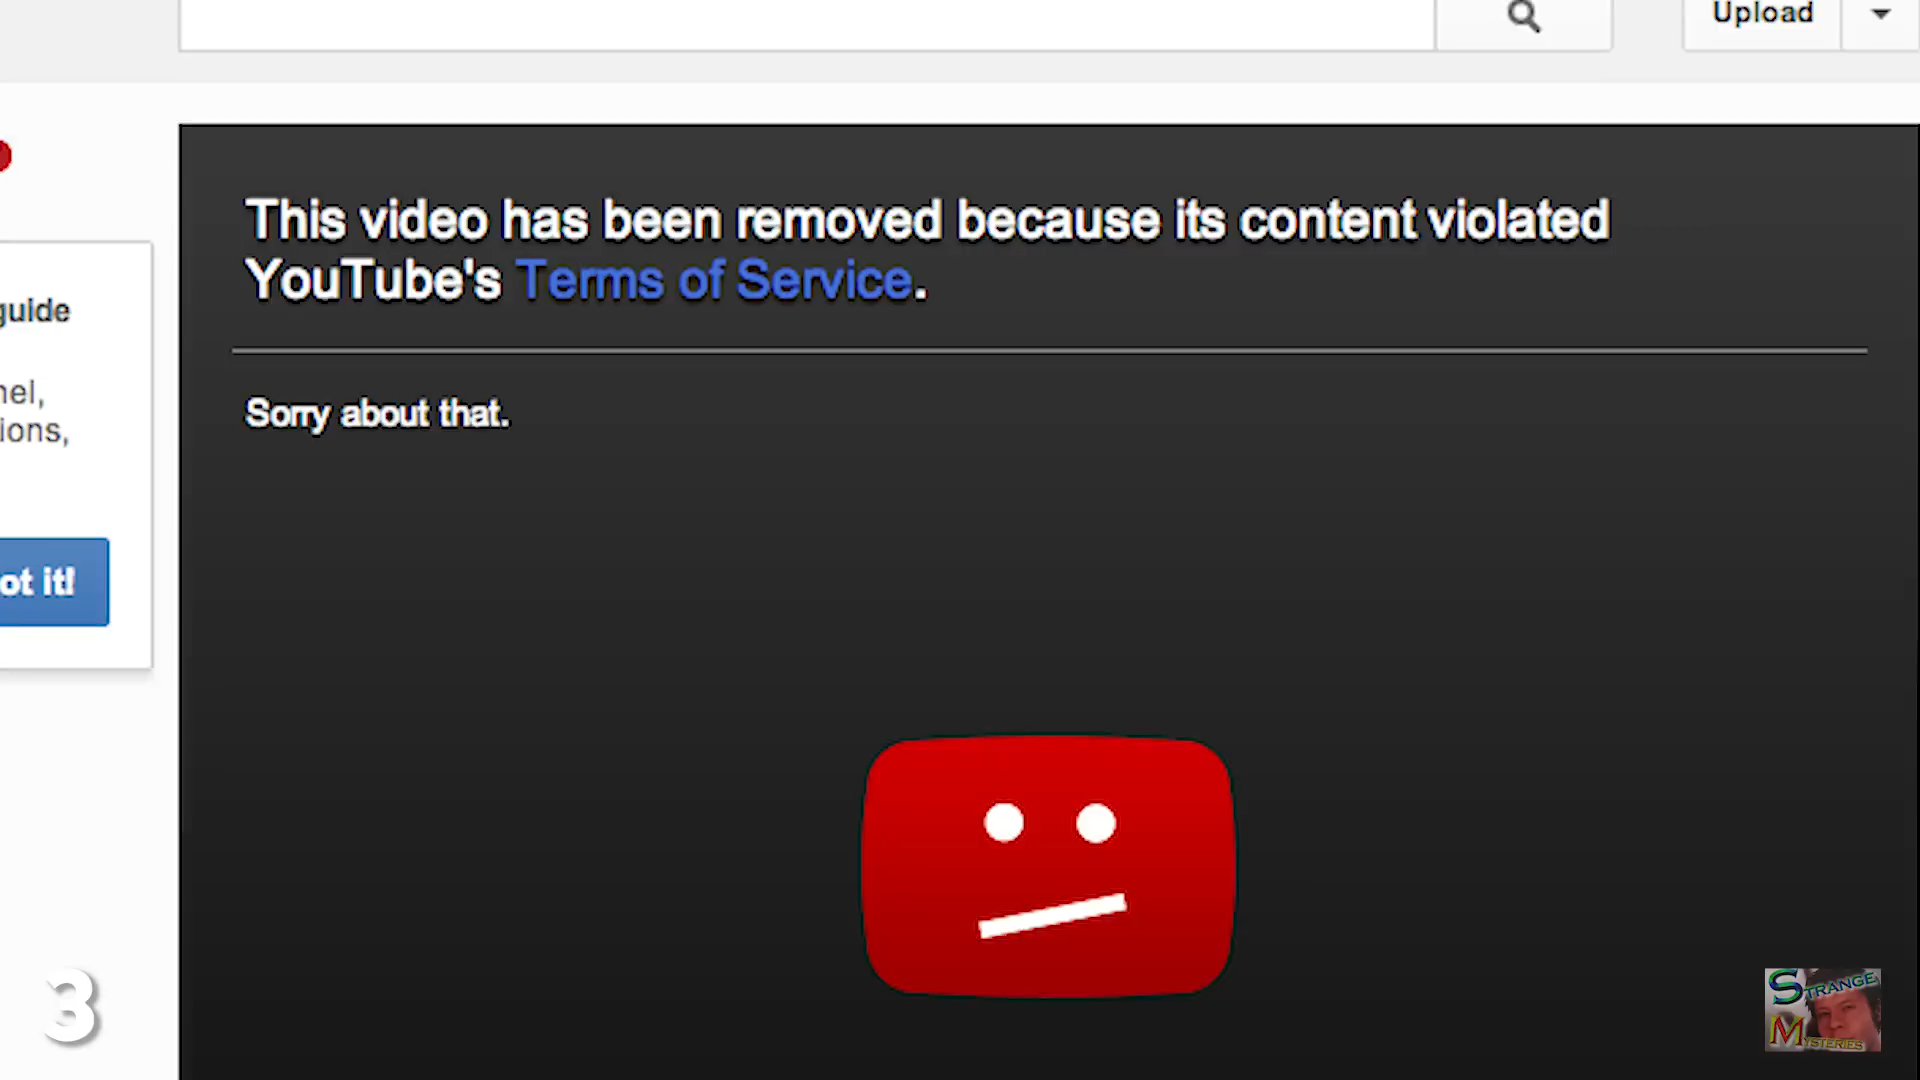 Upload
This video has been removed because its content violated
YouTube's Terms of Service.
guide
nel,
ions,
Sorry about that.
ot it!
3
STRANGE
MYSTERIES